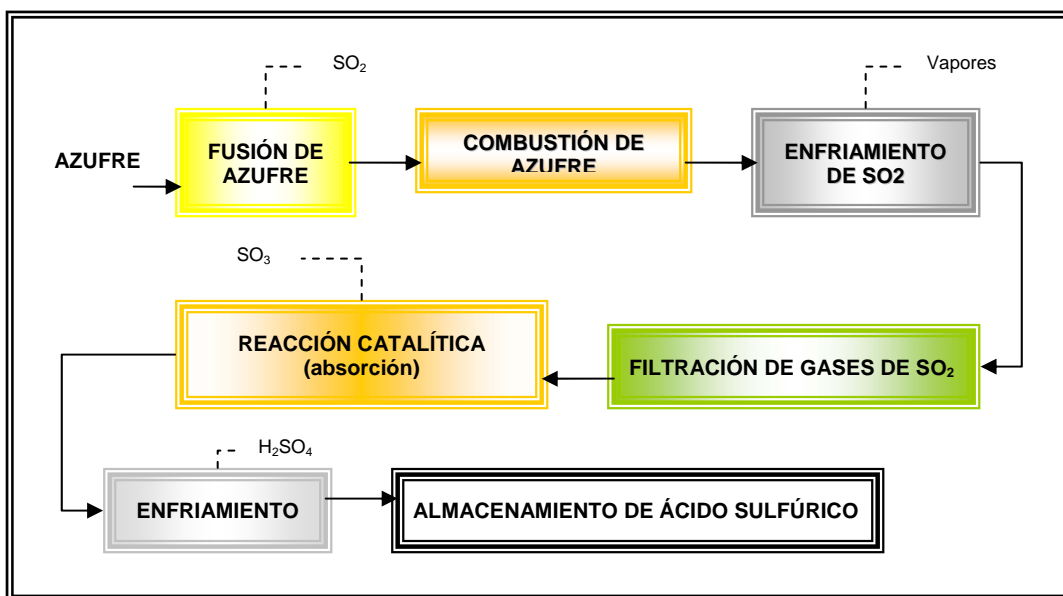 SO₂
Vapores
AZUFRE
FUSIÓN DE
AZUFRE
COMBUSTIÓN DE
AZUFRE
ENFRIAMIENTO
DE SO2
SO₃
REACCIÓN CATALÍTICA
(absorción)
FILTRACIÓN DE GASES DE SO₂
H₂SO₄
ENFRIAMIENTO
ALMACENAMIENTO DE ÁCIDO SULFÚRICO